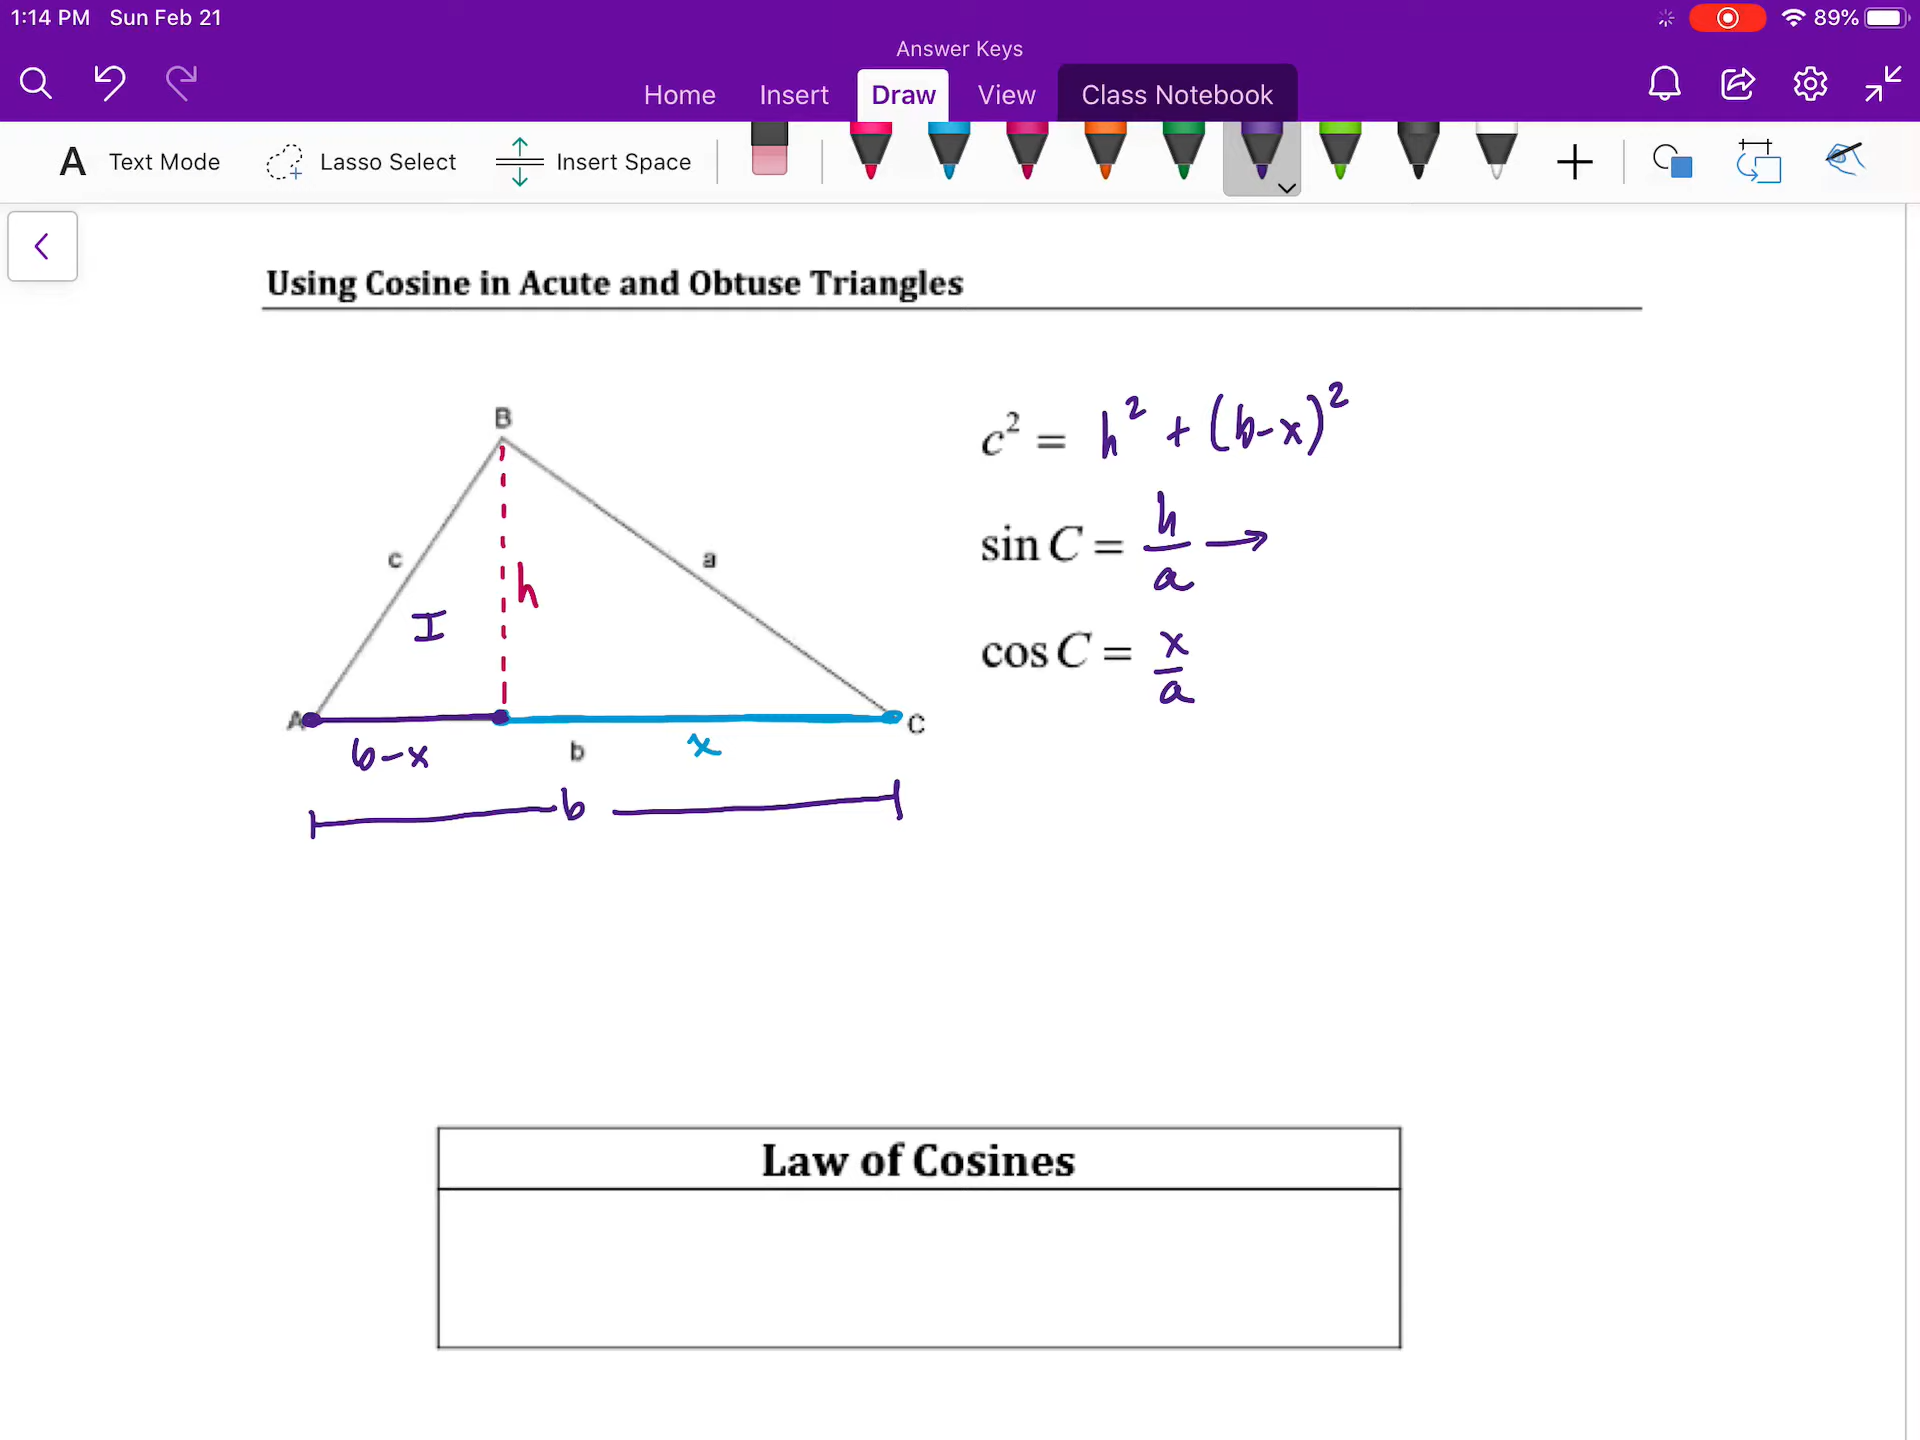 1:14 PM Sun Feb 21
89%
Answer Keys
Home Insert Draw View Class Notebook
A Text Mode Lasso Select Insert Space
Using Cosine in Acute and Obtuse Triangles
B
c² = h² + (b-x)²
c a
sin C = h/a →
h
I
cos C = x/a
A C
b-x b x
b
Law of Cosines